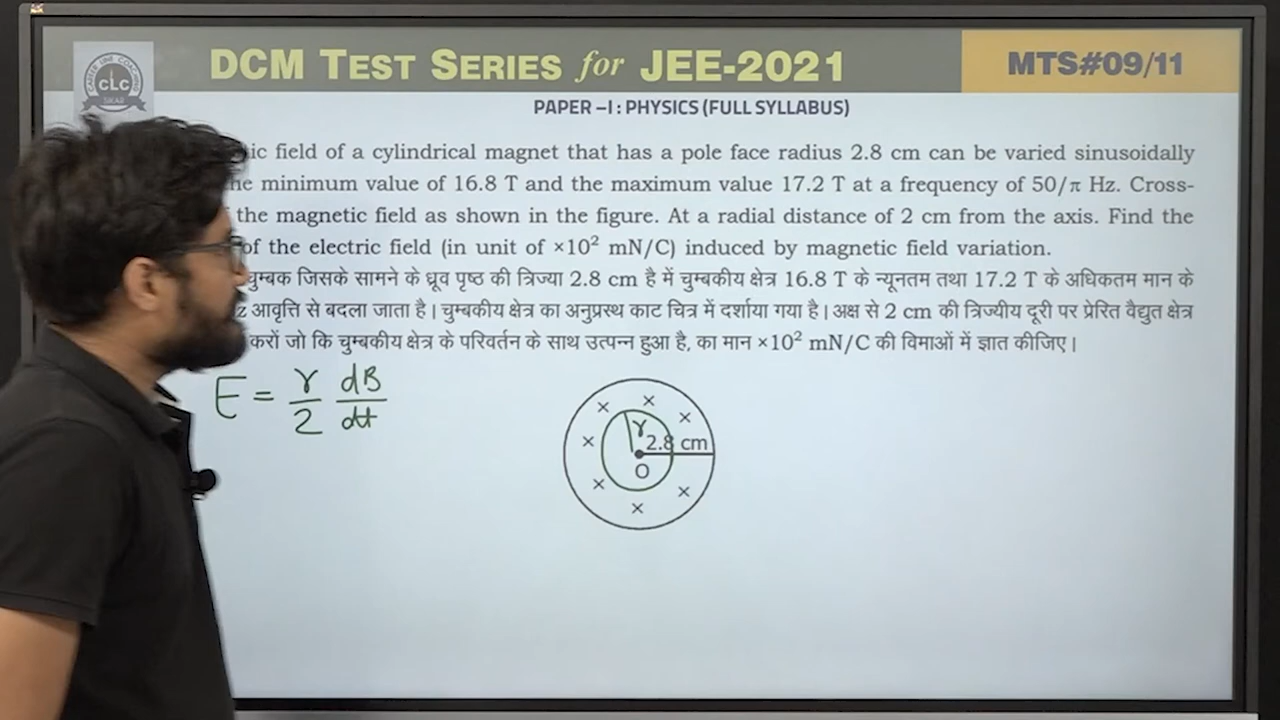 DCM TEST SERIES for JEE-2021
MTS#09/11
CLC
SIKAR
PAPER –I : PHYSICS (FULL SYLLABUS)
field of a cylindrical magnet that has a pole face radius 2.8 cm can be varied sinusoidally
minimum value of 16.8 T and the maximum value 17.2 T at a frequency of 50/π Hz. Cross-
the magnetic field as shown in the figure. At a radial distance of 2 cm from the axis. Find the
of the electric field (in unit of ×10² mN/C) induced by magnetic field variation.
चुम्बक जिसके सामने के ध्रूव पृष्ठ की त्रिज्या 2.8 cm है में चुम्बकीय क्षेत्र 16.8 T के न्यूनतम तथा 17.2 T के अधिकतम मान के
आवृत्ति से बदला जाता है। चुम्बकीय क्षेत्र का अनुप्रस्थ काट चित्र में दर्शाया गया है। अक्ष से 2 cm की त्रिज्यीय दूरी पर प्रेरित वैद्युत क्षेत्र
करों जो कि चुम्बकीय क्षेत्र के परिवर्तन के साथ उत्पन्न हुआ है, का मान ×10² mN/C की विमाओं में ज्ञात कीजिए।
E = r/2 dB/dt
r
2.8 cm
O